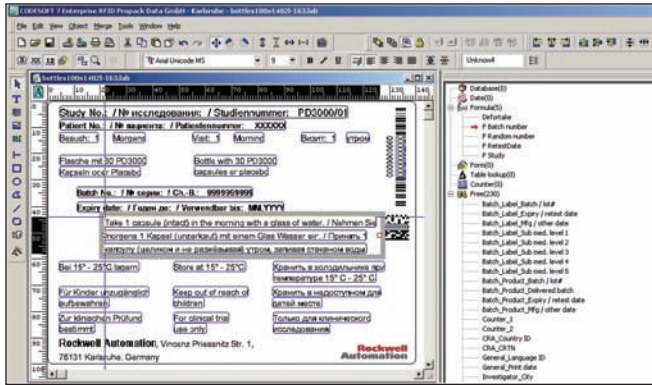 CODESOFT 7 Enterprise RFID Propack Data GmbH - Karlsruhe - bottles100x1402ft-163.lab
File Edit View Object Merge Tools Window Help
Arial Unicode MS 9 B I U Unknown4
bottles100x1402ft-163.lab
Study No.: / № исследования: / Studiennummer: PD3000/01
Patient No.: / № пациента: / Patientennummer: XXXXXX
Besuch: 1 Morgens Visit: 1 Morning Визит: 1 утром
Flasche mit 30 PD3000 Bottle with 30 PD3000
Kapseln oder Placebo capsules or placebo
Batch No.: / № серии: / Ch.-B.: 9999999999
Expiry date: / Годен до: / Verwendbar bis: MM.YYYY
Take 1 capsule (intact) in the morning with a glass of water. / Nehmen Sie
morgens 1 Kapsel (unzerkaut) mit einem Glas Wasser ein. / Принять 1
капсулу (целиком и не разжёвывая) утром, запивая стаканом воды
Bei 15° - 25°C lagern Store at 15° - 25°C Хранить в холодильнике при
температуре 15° C - 25° C
Für Kinder unzugänglich Keep out of reach of Хранить в недоступном для
aufbewahren children детей месте
Zur klinischen Prüfung For clinical trial Только для клинического
bestimmt use only исследования
Rockwell Automation, Vincenz Priessnitz Str. 1,
76131 Karlsruhe, Germany
Rockwell
Automation
Database(0)
Date(0)
Formula(5)
Dinfortake
F Batch number
F Random number
F RetestDate
F Study
Form(0)
Table lookup(0)
Counter(0)
Free(230)
Batch_Label_Batch / lot#
Batch_Label_Expiry / retest date
Batch_Label_Mfg / other date
Batch_Label_Sub med. level 1
Batch_Label_Sub med. level 2
Batch_Label_Sub med. level 3
Batch_Label_Sub med. level 4
Batch_Label_Sub med. level 5
Batch_Product_Batch / lot#
Batch_Product_Delivered batch
Batch_Product_Expiry / retest date
Batch_Product_Mfg / other date
Counter_1
Counter_2
CRA_Country ID
CRA_CRTN
General_Language ID
General_Print date
Investigator_City